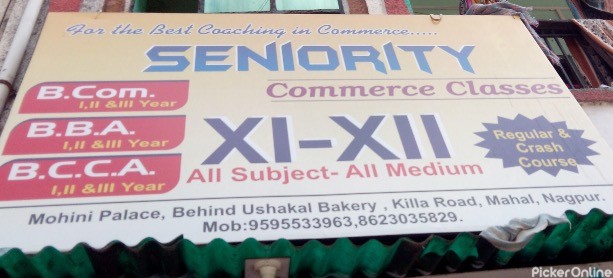 For the Best Coaching in Commerce.....
SENIORITY
Commerce Classes
B.Com.
I,II &III Year
B.B.A.
I,II &III Year
B.C.C.A.
I,II &III Year
XI-XII
All Subject- All Medium
Regular &
Crash
Course
Mohini Palace, Behind Ushakal Bakery , Killa Road, Mahal, Nagpur.
Mob:9595533963,8623035829.
PickerOnline